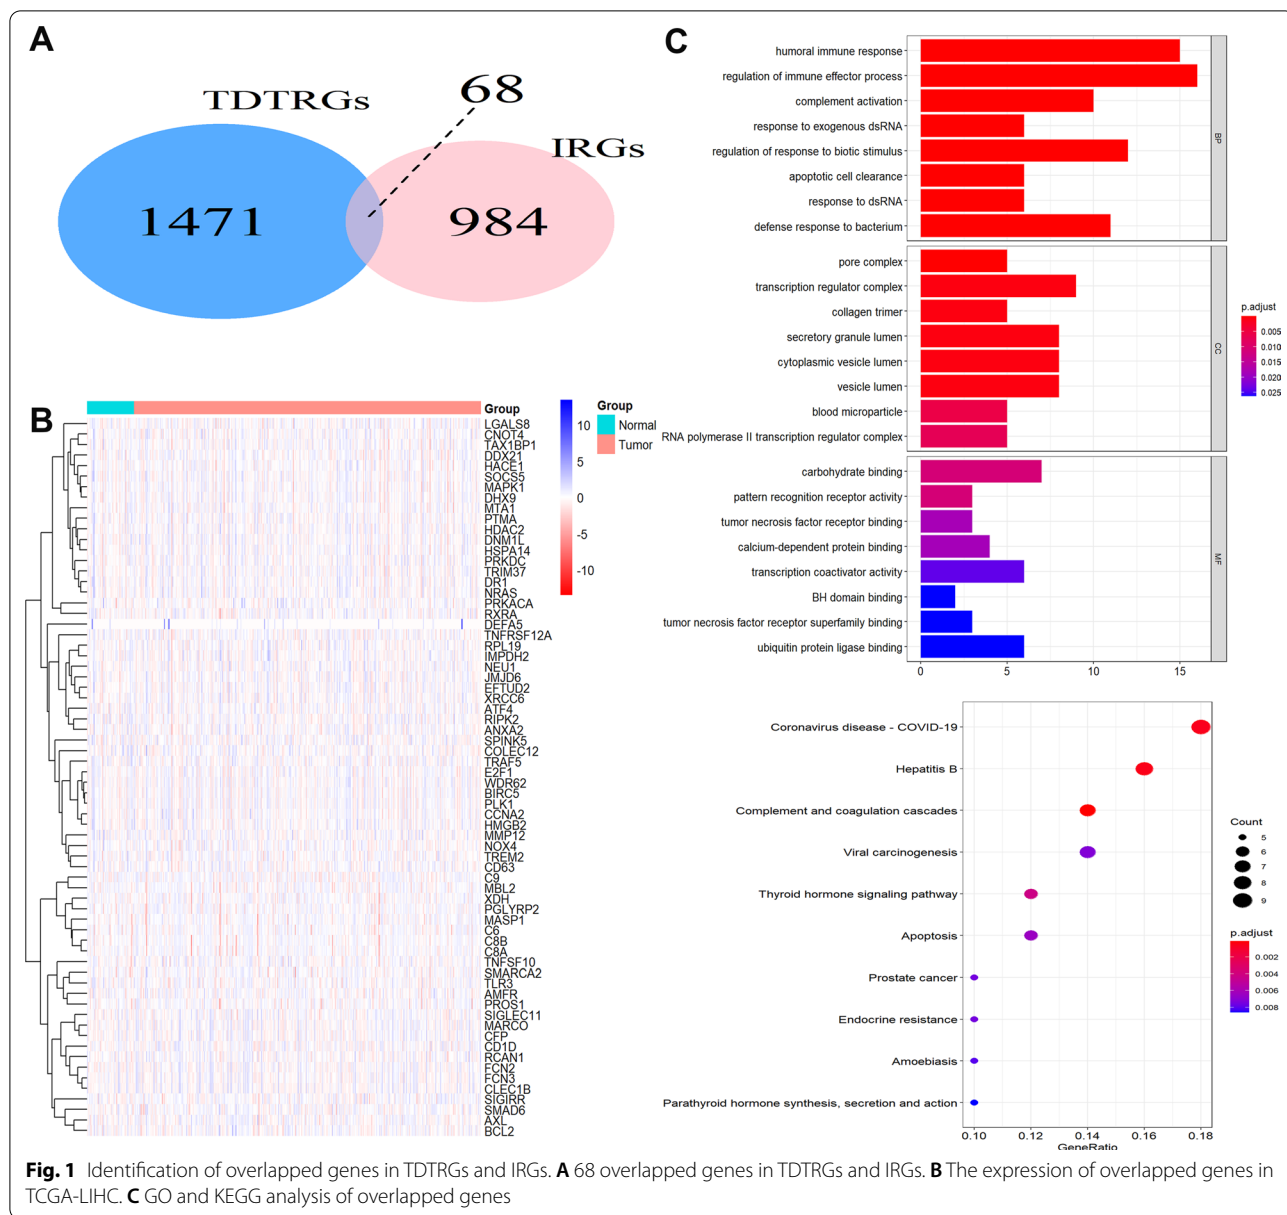 A
TDTRGs
68
IRGs
1471
984
B
Group
LGALS8
CNOT4
TAX1BP1
DDX21
HACE1
SOCS5
MAPK1
DHX9
MTA1
PTMA
HDAC2
DNM1L
HSPA14
PRKDC
TRIM37
DR1
NRAS
PRKACA
RXRA
DEFA5
TNFRSF12A
RPL19
IMPDH2
NEU1
JMJD6
EFTUD2
XRCC6
ATF4
RIPK2
ANXA2
SPINK5
COLEC12
TRAF5
E2F1
WDR62
BIRC5
PLK1
CCNA2
HMGB2
MMP12
NOX4
TREM2
CD63
C9
MBL2
XDH
PGLYRP2
MASP1
C6
C8B
C8A
TNFSF10
SMARCA2
TLR3
AMFR
PROS1
SIGLEC11
MARCO
CFP
CD1D
RCAN1
FCN2
FCN3
CLEC1B
SIGIRR
SMAD6
AXL
BCL2
10
5
0
-5
-10
Group
Normal
Tumor
C
humoral immune response
regulation of immune effector process
complement activation
response to exogenous dsRNA
regulation of response to biotic stimulus
apoptotic cell clearance
response to dsRNA
defense response to bacterium
BP
pore complex
transcription regulator complex
collagen trimer
secretory granule lumen
cytoplasmic vesicle lumen
vesicle lumen
blood microparticle
RNA polymerase II transcription regulator complex
CC
carbohydrate binding
pattern recognition receptor activity
tumor necrosis factor receptor binding
calcium-dependent protein binding
transcription coactivator activity
BH domain binding
tumor necrosis factor receptor superfamily binding
ubiquitin protein ligase binding
MF
0 5 10 15
p.adjust
0.005
0.010
0.015
0.020
0.025
Coronavirus disease - COVID-19
Hepatitis B
Complement and coagulation cascades
Viral carcinogenesis
Thyroid hormone signaling pathway
Apoptosis
Prostate cancer
Endocrine resistance
Amoebiasis
Parathyroid hormone synthesis, secretion and action
0.10 0.12 0.14 0.16 0.18
GeneRatio
Count
5
6
7
8
9
p.adjust
0.002
0.004
0.006
0.008
Fig. 1 Identification of overlapped genes in TDTRGs and IRGs. A 68 overlapped genes in TDTRGs and IRGs. B The expression of overlapped genes in
TCGA-LIHC. C GO and KEGG analysis of overlapped genes